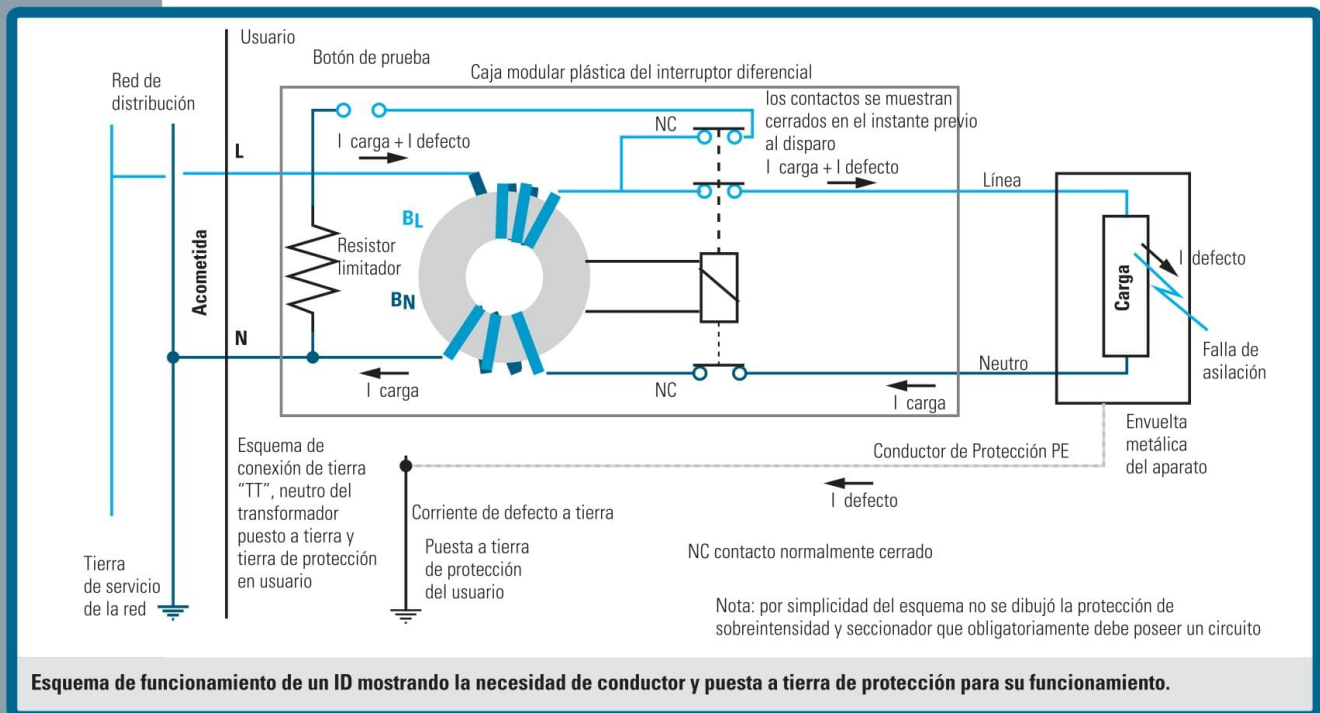 Usuario
Botón de prueba
Caja modular plástica del interruptor diferencial
Red de
distribución
los contactos se muestran
cerrados en el instante previo
al disparo
NC
I carga + I defecto
I carga + I defecto
L
Línea
BL
Acometida
Resistor
limitador
I defecto
Carga
BN
N
Falla de
asilación
Neutro
I carga
NC
I carga
Envuelta
metálica
del aparato
Esquema de
conexión de tierra
“TT”, neutro del
transformador
puesto a tierra y
tierra de protección
en usuario
Conductor de Protección PE
I defecto
Corriente de defecto a tierra
Puesta a tierra
de protección
del usuario
NC contacto normalmente cerrado
Tierra
de servicio
de la red
Nota: por simplicidad del esquema no se dibujó la protección de
sobreintensidad y seccionador que obligatoriamente debe poseer un circuito
Esquema de funcionamiento de un ID mostrando la necesidad de conductor y puesta a tierra de protección para su funcionamiento.